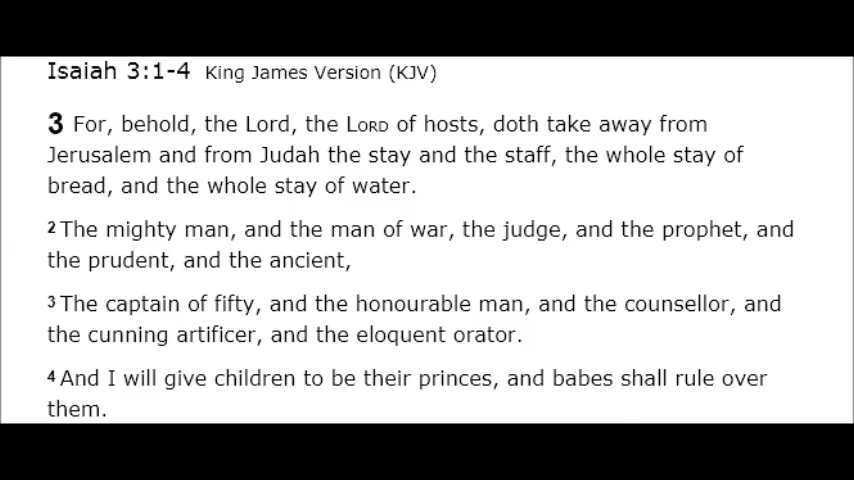 Isaiah 3:1-4 King James Version (KJV)
3 For, behold, the Lord, the LORD of hosts, doth take away from
Jerusalem and from Judah the stay and the staff, the whole stay of
bread, and the whole stay of water.
2 The mighty man, and the man of war, the judge, and the prophet, and
the prudent, and the ancient,
3 The captain of fifty, and the honourable man, and the counsellor, and
the cunning artificer, and the eloquent orator.
4 And I will give children to be their princes, and babes shall rule over
them.